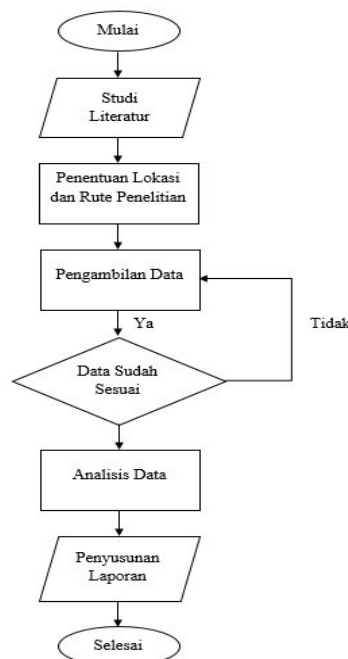 Mulai
Studi
Literatur
Penentuan Lokasi
dan Rute Penelitian
Pengambilan Data
Ya
Tidak
Data Sudah
Sesuai
Analisis Data
Penyusunan
Laporan
Selesai